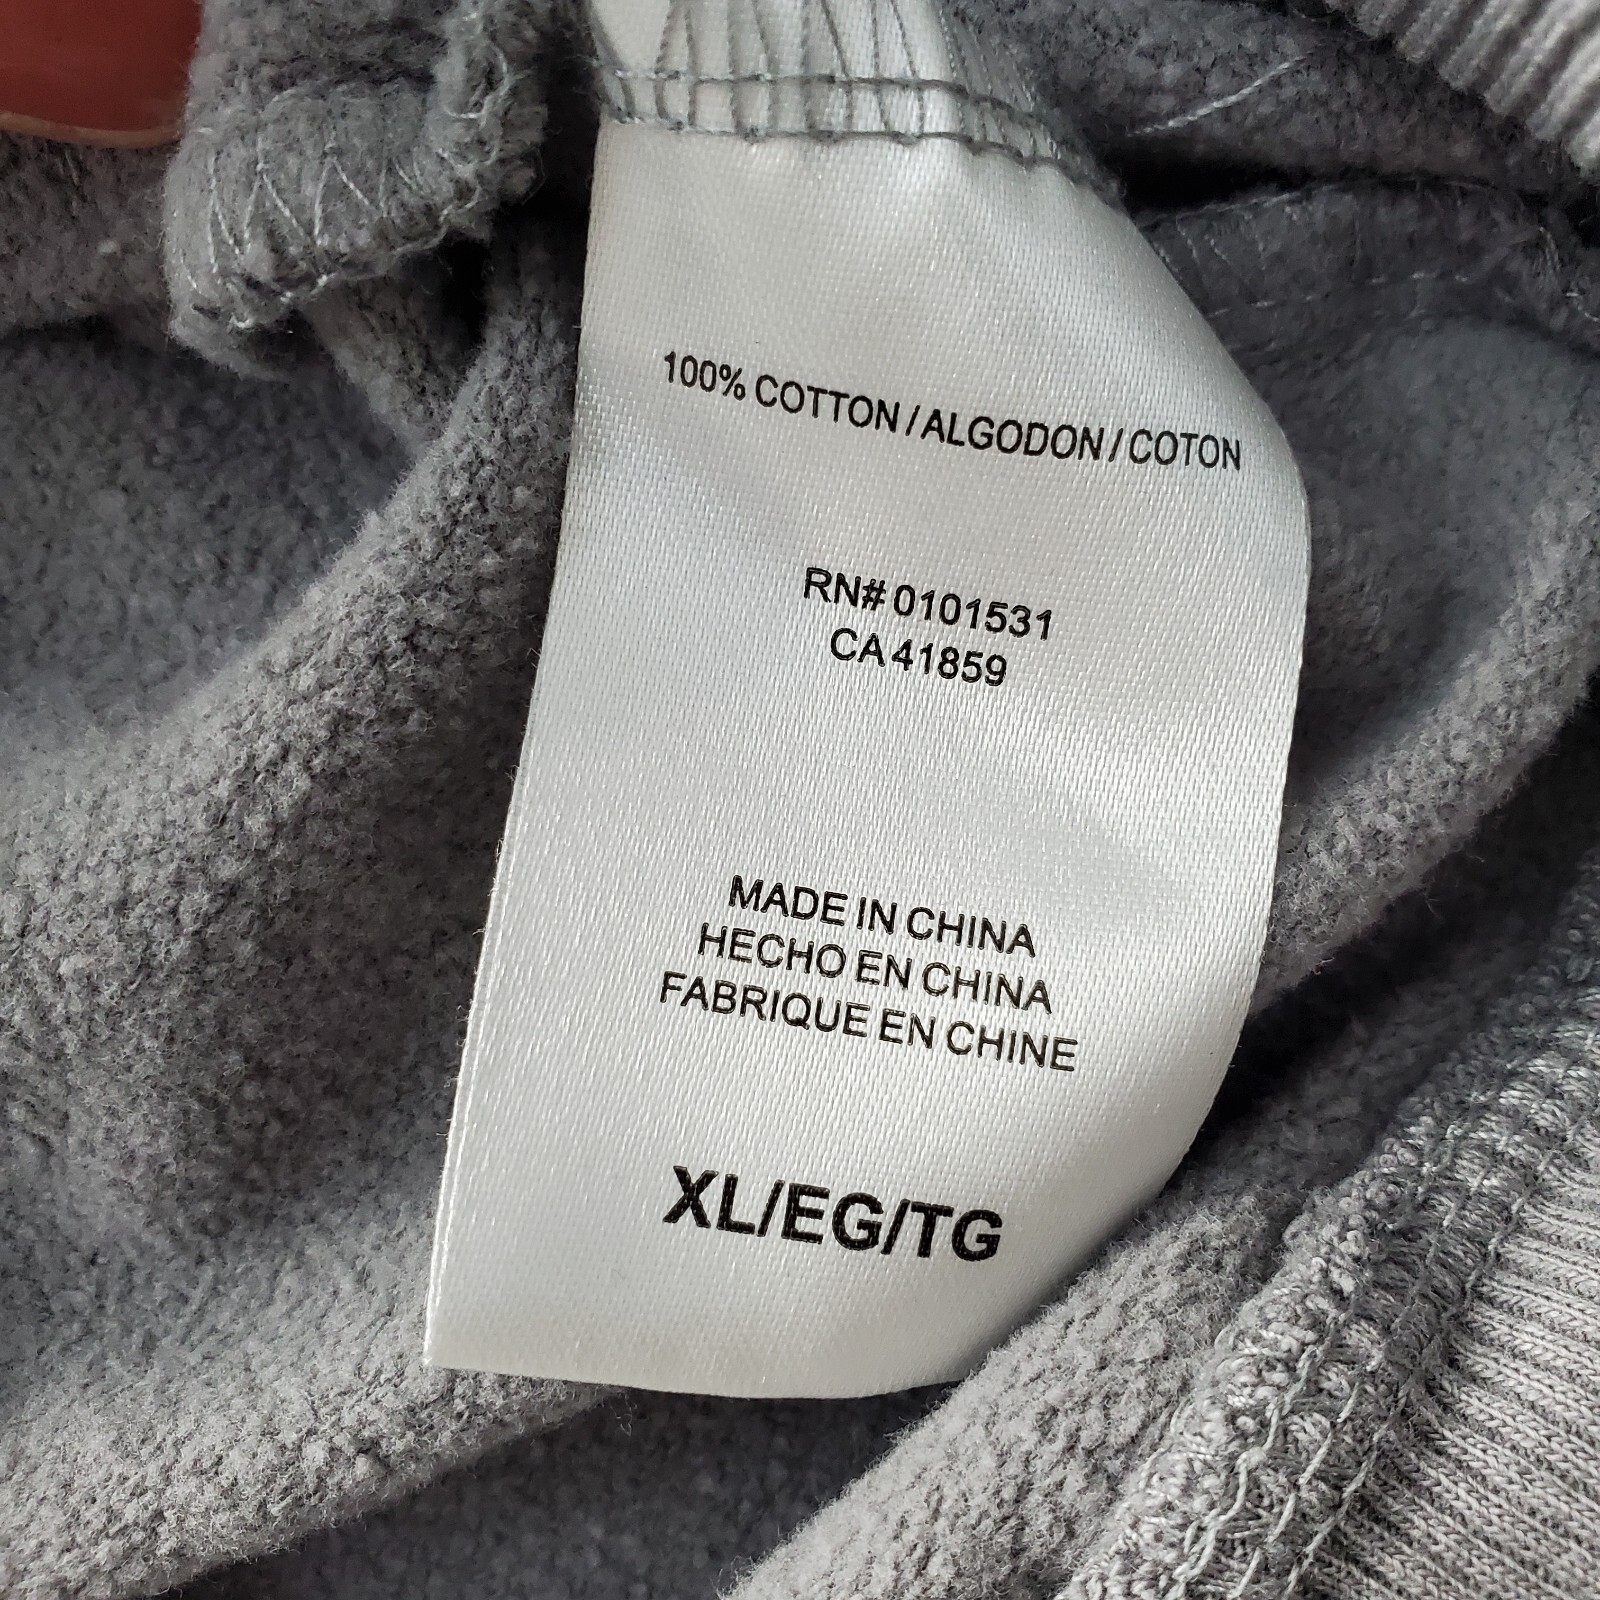 100% COTTON / ALGODON / COTON
RN# 0101531
CA 41859
MADE IN CHINA
HECHO EN CHINA
FABRIQUE EN CHINE
XL/EG/TG